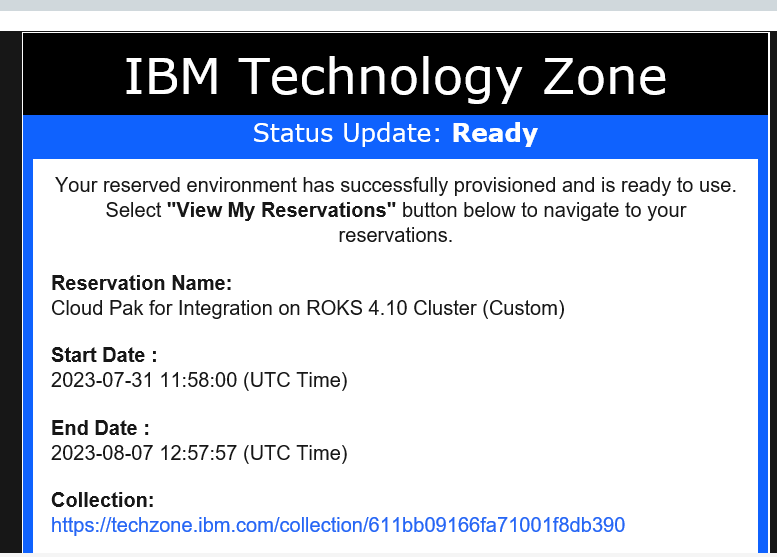 IBM Technology Zone
Status Update: Ready
Your reserved environment has successfully provisioned and is ready to use.
Select "View My Reservations" button below to navigate to your
reservations.
Reservation Name:
Cloud Pak for Integration on ROKS 4.10 Cluster (Custom)
Start Date :
2023-07-31 11:58:00 (UTC Time)
End Date :
2023-08-07 12:57:57 (UTC Time)
Collection:
https://techzone.ibm.com/collection/611bb09166fa71001f8db390